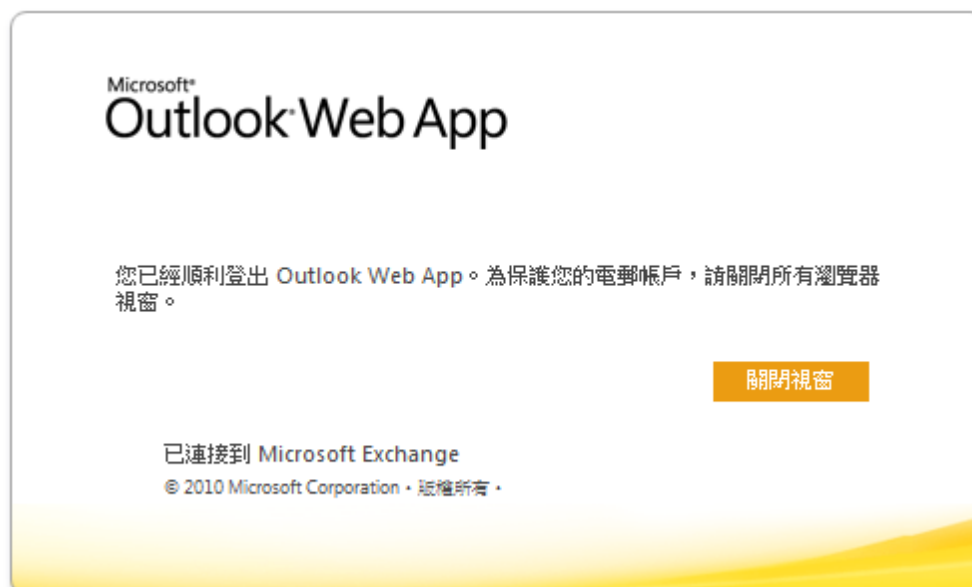 Microsoft®
Outlook® Web App
您已經順利登出 Outlook Web App。為保護您的電郵帳戶，請關閉所有瀏覽器
視窗。
關閉視窗
已連接到 Microsoft Exchange
© 2010 Microsoft Corporation。版權所有。